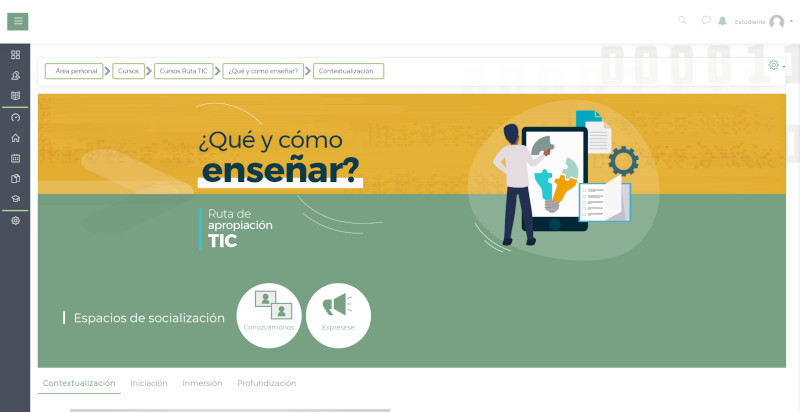 Estudiante
Área personal
Cursos
Cursos Ruta TIC
¿Qué y como enseñar?
Contextualización
¿Qué y cómo
enseñar?
Ruta de
apropiación
TIC
Espacios de socialización
Conozcámonos
Exprésese
Contextualización Iniciación Inmersión Profundización